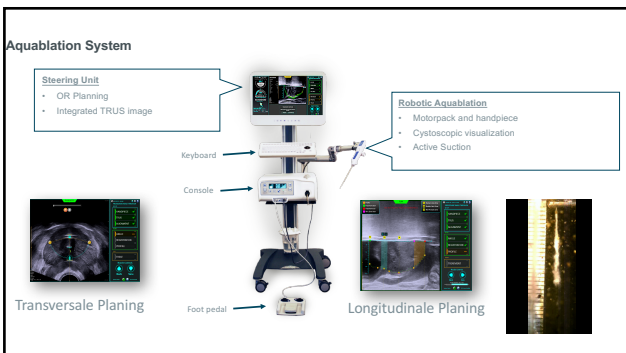 Aquablation System
Steering Unit
• OR Planning
• Integrated TRUS image
Robotic Aquablation
• Motorpack and handpiece
• Cystoscopic visualization
• Active Suction
Keyboard
Console
Transversale Planing
Foot pedal
Longitudinale Planing